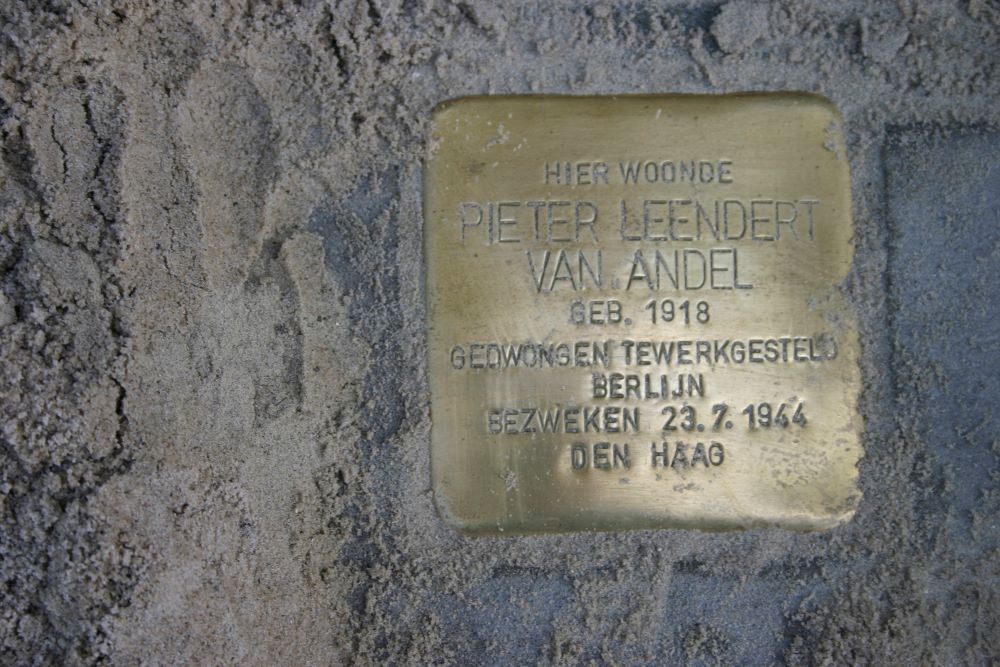 HIER WOONDE
PIETER LEENDERT
VAN ANDEL
GEB. 1918
GEDWONGEN TEWERKGESTELD
BERLIJN
BEZWEKEN 23.7.1944
DEN HAAG